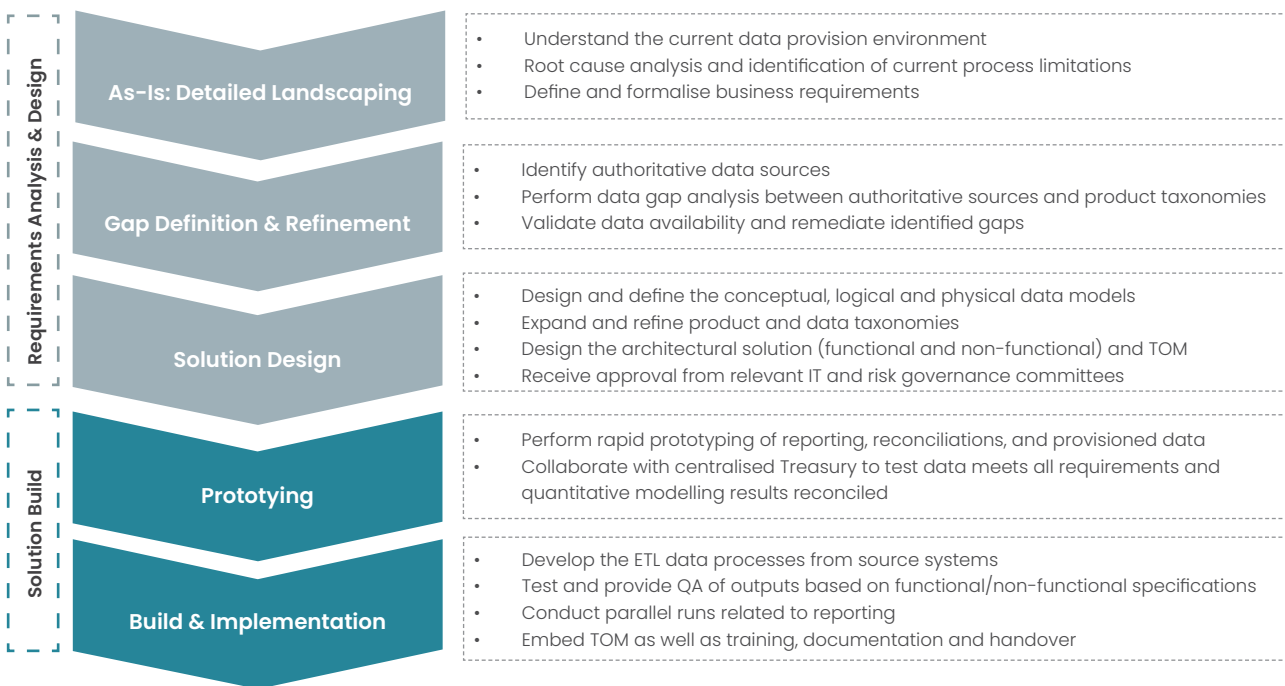 Requirements Analysis & Design
As-Is: Detailed Landscaping
• Understand the current data provision environment
• Root cause analysis and identification of current process limitations
• Define and formalise business requirements
Gap Definition & Refinement
• Identify authoritative data sources
• Perform data gap analysis between authoritative sources and product taxonomies
• Validate data availability and remediate identified gaps
Solution Design
• Design and define the conceptual, logical and physical data models
• Expand and refine product and data taxonomies
• Design the architectural solution (functional and non-functional) and TOM
• Receive approval from relevant IT and risk governance committees
Solution Build
Prototying
• Perform rapid prototyping of reporting, reconciliations, and provisioned data
• Collaborate with centralised Treasury to test data meets all requirements and
quantitative modelling results reconciled
Build & Implementation
• Develop the ETL data processes from source systems
• Test and provide QA of outputs based on functional/non-functional specifications
• Conduct parallel runs related to reporting
• Embed TOM as well as training, documentation and handover